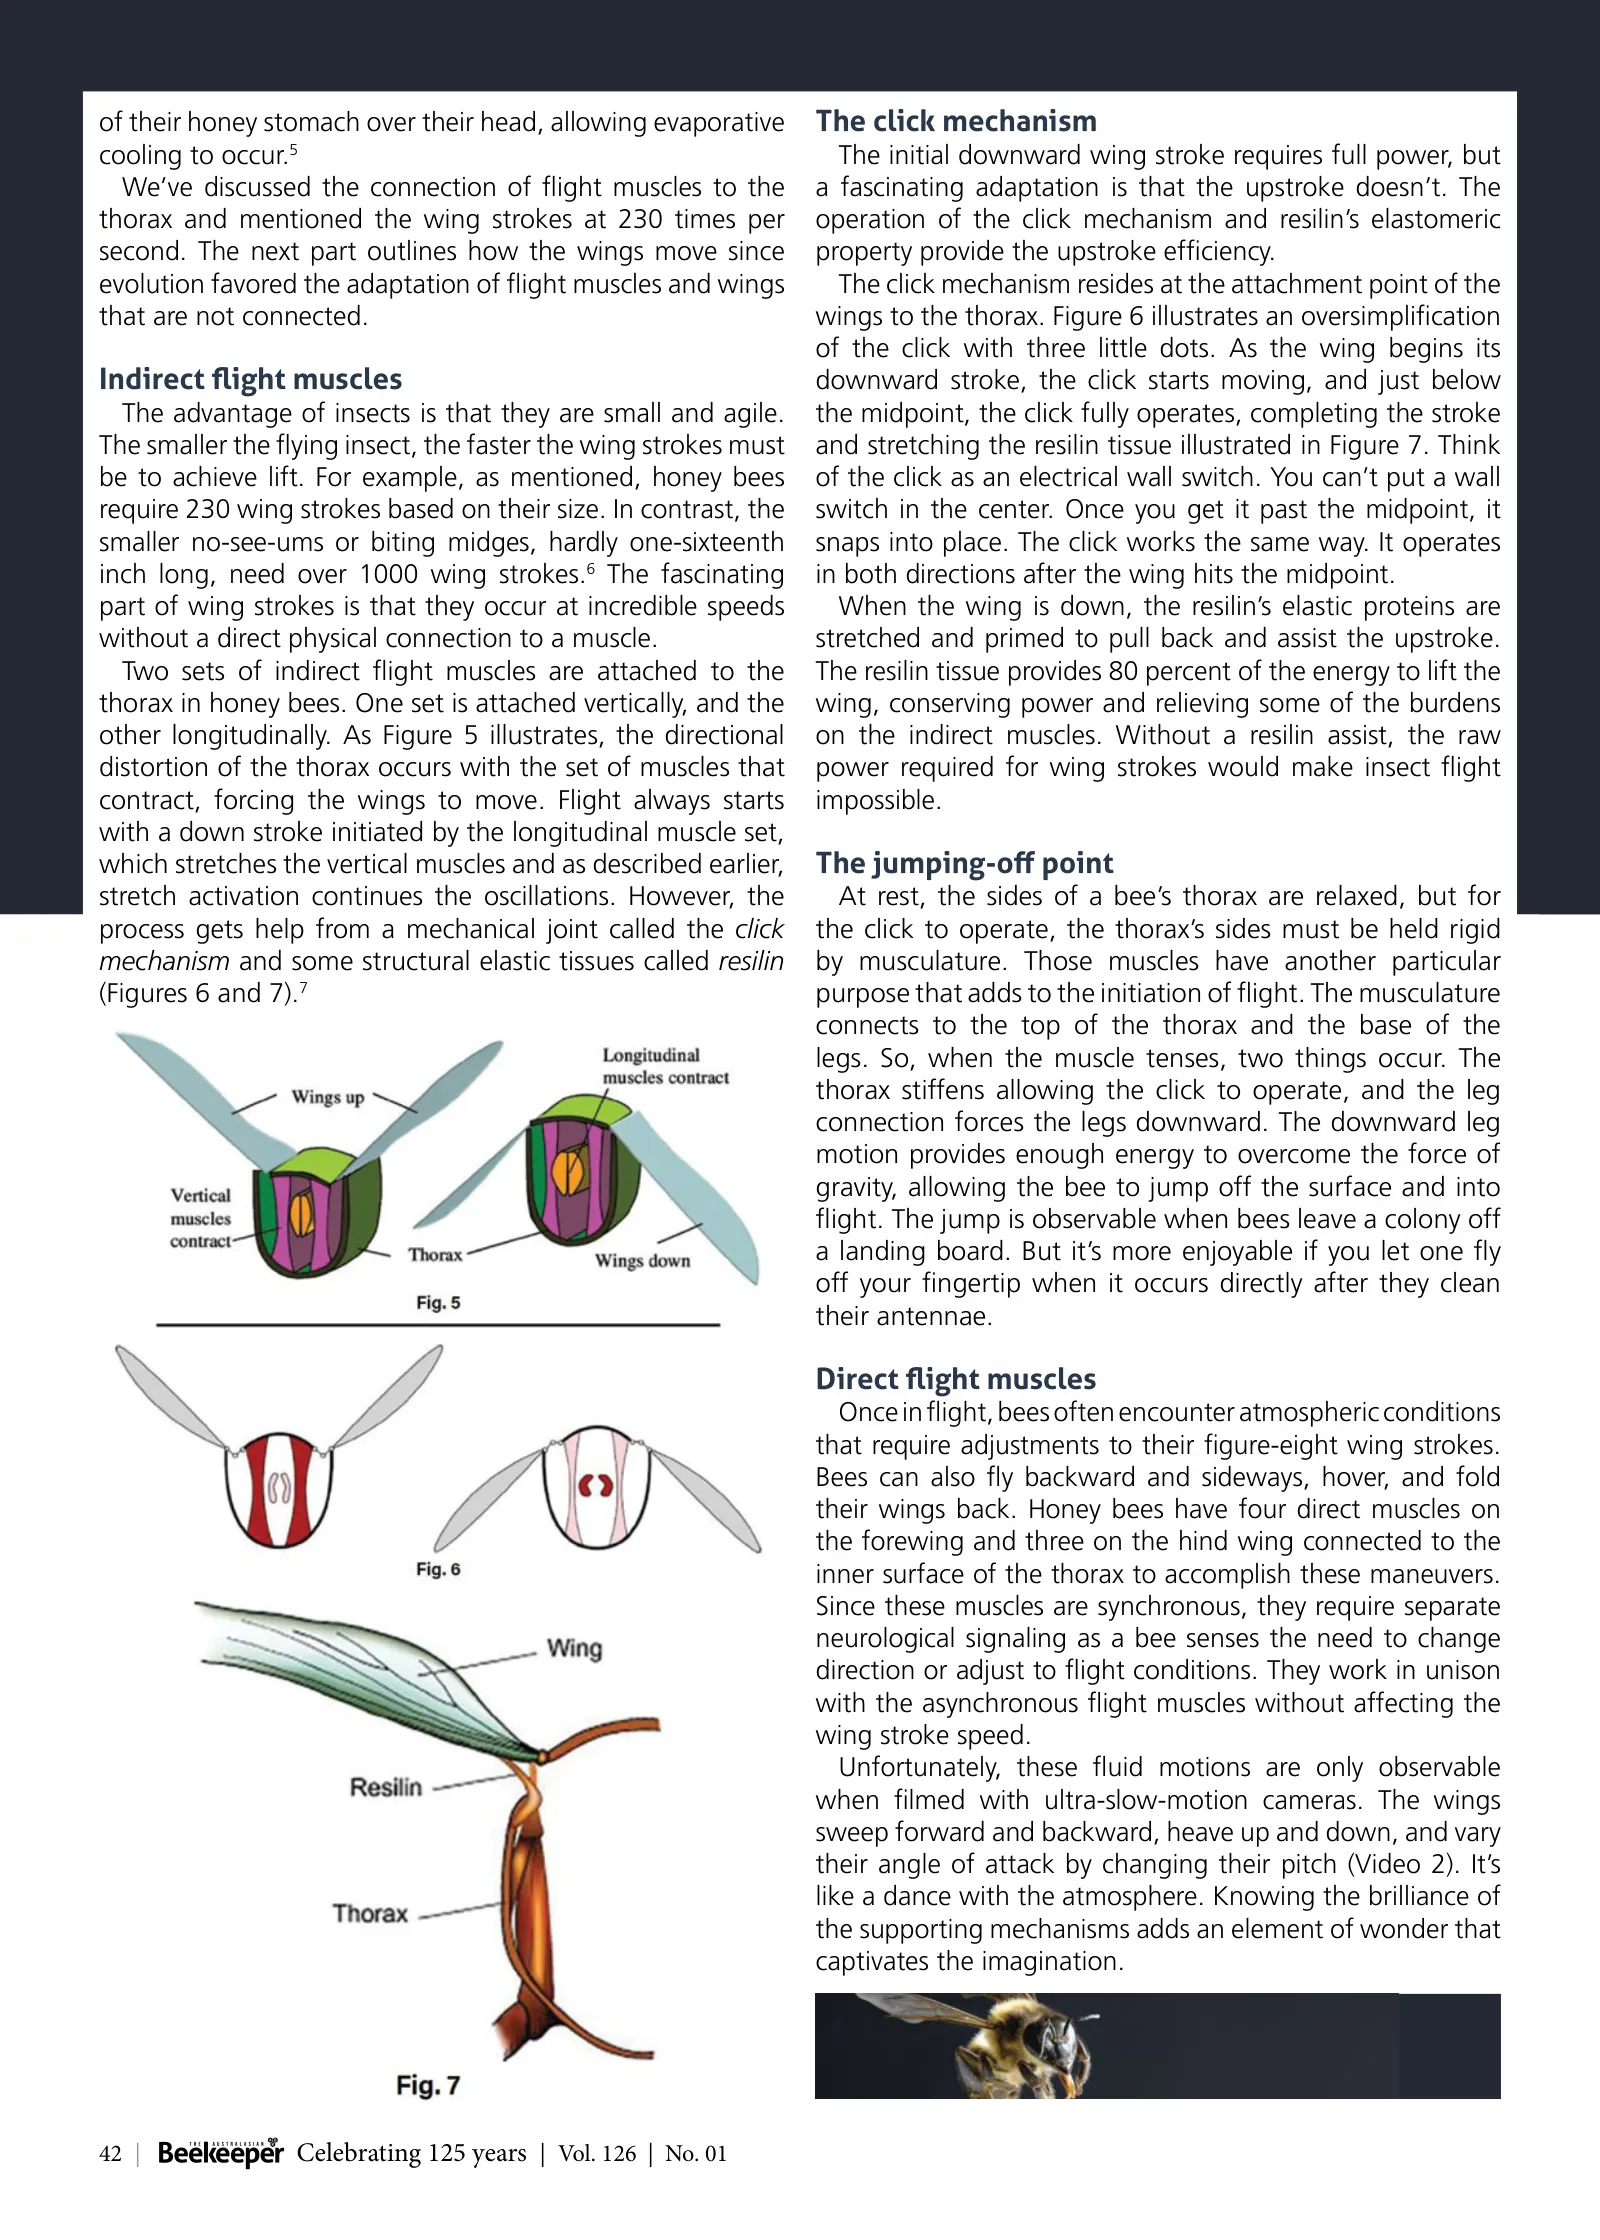 of their honey stomach over their head, allowing evaporative
cooling to occur.5
We’ve discussed the connection of flight muscles to the
thorax and mentioned the wing strokes at 230 times per
second. The next part outlines how the wings move since
evolution favored the adaptation of flight muscles and wings
that are not connected.
Indirect flight muscles
The advantage of insects is that they are small and agile.
The smaller the flying insect, the faster the wing strokes must
be to achieve lift. For example, as mentioned, honey bees
require 230 wing strokes based on their size. In contrast, the
smaller no-see-ums or biting midges, hardly one-sixteenth
inch long, need over 1000 wing strokes.6 The fascinating
part of wing strokes is that they occur at incredible speeds
without a direct physical connection to a muscle.
Two sets of indirect flight muscles are attached to the
thorax in honey bees. One set is attached vertically, and the
other longitudinally. As Figure 5 illustrates, the directional
distortion of the thorax occurs with the set of muscles that
contract, forcing the wings to move. Flight always starts
with a down stroke initiated by the longitudinal muscle set,
which stretches the vertical muscles and as described earlier,
stretch activation continues the oscillations. However, the
process gets help from a mechanical joint called the click
mechanism and some structural elastic tissues called resilin
(Figures 6 and 7).7
Wings up
Longitudinal
muscles contract
Vertical
muscles
contract
Thorax
Wings down
Fig. 5
Fig. 6
Wing
Resilin
Thorax
Fig. 7
The click mechanism
The initial downward wing stroke requires full power, but
a fascinating adaptation is that the upstroke doesn’t. The
operation of the click mechanism and resilin’s elastomeric
property provide the upstroke efficiency.
The click mechanism resides at the attachment point of the
wings to the thorax. Figure 6 illustrates an oversimplification
of the click with three little dots. As the wing begins its
downward stroke, the click starts moving, and just below
the midpoint, the click fully operates, completing the stroke
and stretching the resilin tissue illustrated in Figure 7. Think
of the click as an electrical wall switch. You can’t put a wall
switch in the center. Once you get it past the midpoint, it
snaps into place. The click works the same way. It operates
in both directions after the wing hits the midpoint.
When the wing is down, the resilin’s elastic proteins are
stretched and primed to pull back and assist the upstroke.
The resilin tissue provides 80 percent of the energy to lift the
wing, conserving power and relieving some of the burdens
on the indirect muscles. Without a resilin assist, the raw
power required for wing strokes would make insect flight
impossible.
The jumping-off point
At rest, the sides of a bee’s thorax are relaxed, but for
the click to operate, the thorax’s sides must be held rigid
by musculature. Those muscles have another particular
purpose that adds to the initiation of flight. The musculature
connects to the top of the thorax and the base of the
legs. So, when the muscle tenses, two things occur. The
thorax stiffens allowing the click to operate, and the leg
connection forces the legs downward. The downward leg
motion provides enough energy to overcome the force of
gravity, allowing the bee to jump off the surface and into
flight. The jump is observable when bees leave a colony off
a landing board. But it’s more enjoyable if you let one fly
off your fingertip when it occurs directly after they clean
their antennae.
Direct flight muscles
Once in flight, bees often encounter atmospheric conditions
that require adjustments to their figure-eight wing strokes.
Bees can also fly backward and sideways, hover, and fold
their wings back. Honey bees have four direct muscles on
the forewing and three on the hind wing connected to the
inner surface of the thorax to accomplish these maneuvers.
Since these muscles are synchronous, they require separate
neurological signaling as a bee senses the need to change
direction or adjust to flight conditions. They work in unison
with the asynchronous flight muscles without affecting the
wing stroke speed.
Unfortunately, these fluid motions are only observable
when filmed with ultra-slow-motion cameras. The wings
sweep forward and backward, heave up and down, and vary
their angle of attack by changing their pitch (Video 2). It’s
like a dance with the atmosphere. Knowing the brilliance of
the supporting mechanisms adds an element of wonder that
captivates the imagination.
42 | THE AUSTRALASIAN Beekeeper Celebrating 125 years | Vol. 126 | No. 01